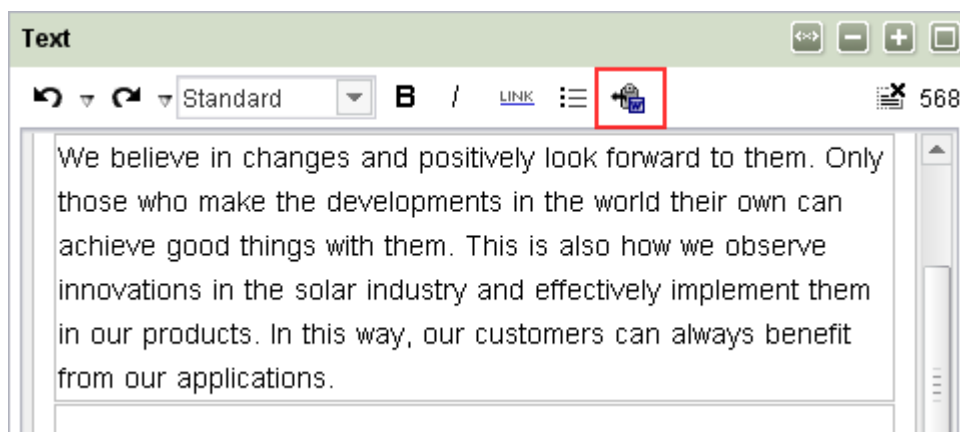 Text
Standard B I LINK W 568
We believe in changes and positively look forward to them. Only
those who make the developments in the world their own can
achieve good things with them. This is also how we observe
innovations in the solar industry and effectively implement them
in our products. In this way, our customers can always benefit
from our applications.